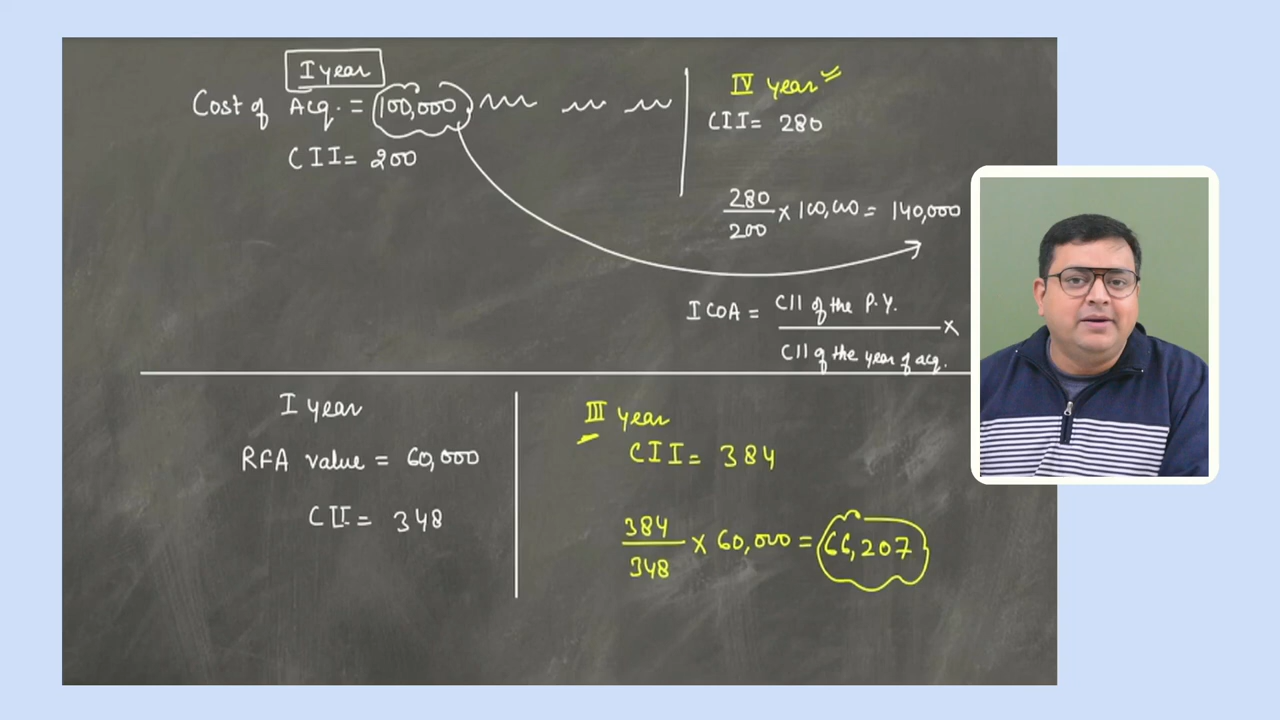 I year
Cost of Acq. = 100,000
CII = 200
IV year
CII = 280
280
200
× 100,000 = 140,000
ICOA = CII of the P.Y.
CII of the year of acq.
×
I year
RFA value = 60,000
CII = 348
III year
CII = 384
384
348
× 60,000 = 66,207